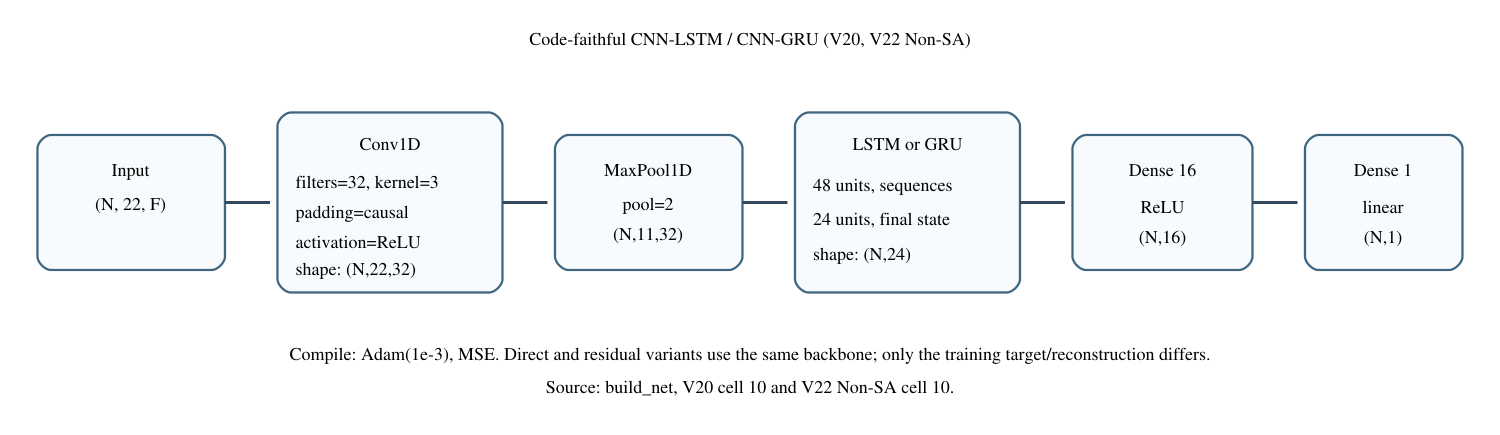 Code-faithful CNN-LSTM / CNN-GRU (V20, V22 Non-SA)
Input
(N, 22, F)
Conv1D
filters=32, kernel=3
padding=causal
activation=ReLU
shape: (N,22,32)
MaxPool1D
pool=2
(N,11,32)
LSTM or GRU
48 units, sequences
24 units, final state
shape: (N,24)
Dense 16
ReLU
(N,16)
Dense 1
linear
(N,1)
Compile: Adam(1e-3), MSE. Direct and residual variants use the same backbone; only the training target/reconstruction differs.
Source: build_net, V20 cell 10 and V22 Non-SA cell 10.